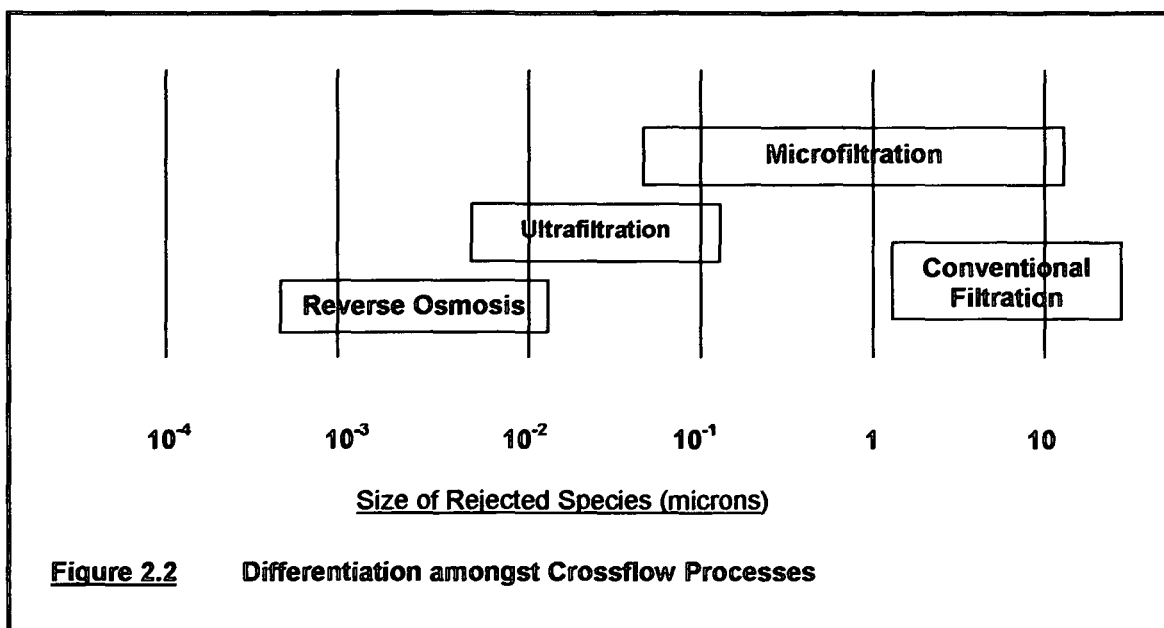 Microfiltration
Ultrafiltration
Conventional
Filtration
Reverse Osmosis
10⁻⁴ 10⁻³ 10⁻² 10⁻¹ 1 10
Size of Rejected Species (microns)
Figure 2.2 Differentiation amongst Crossflow Processes